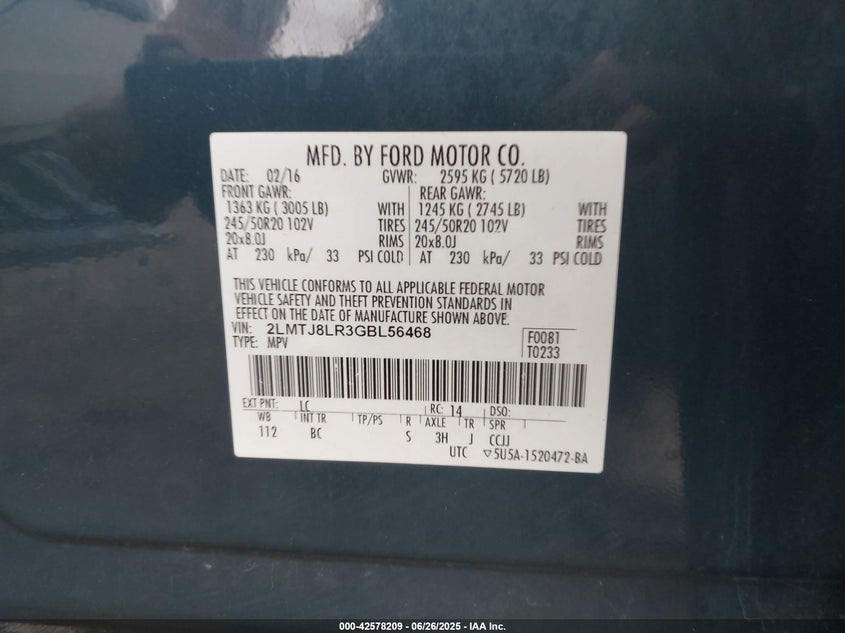 MFD. BY FORD MOTOR CO.
DATE: 02/16 GVWR: 2595 KG ( 5720 LB)
FRONT GAWR: REAR GAWR:
1363 KG ( 3005 LB) WITH 1245 KG ( 2745 LB) WITH
245/50R20 102V TIRES 245/50R20 102V TIRES
20x8.0J RIMS 20x8.0J RIMS
AT 230 kPa/ 33 PSI COLD AT 230 kPa/ 33 PSI COLD
THIS VEHICLE CONFORMS TO ALL APPLICABLE FEDERAL MOTOR
VEHICLE SAFETY AND THEFT PREVENTION STANDARDS IN
EFFECT ON THE DATE OF MANUFACTURE SHOWN ABOVE.
VIN: 2LMTJ8LR3GBL56468 F0081
TYPE: MPV T0233
EXT PNT: LC RC: 14 DSO:
WB INT TR TP/PS R AXLE TR SPR
112 BC S 3H J CCJJ
UTC ▽5U5A-1520472-BA
000-42578209 - 06/26/2025 - IAA Inc.